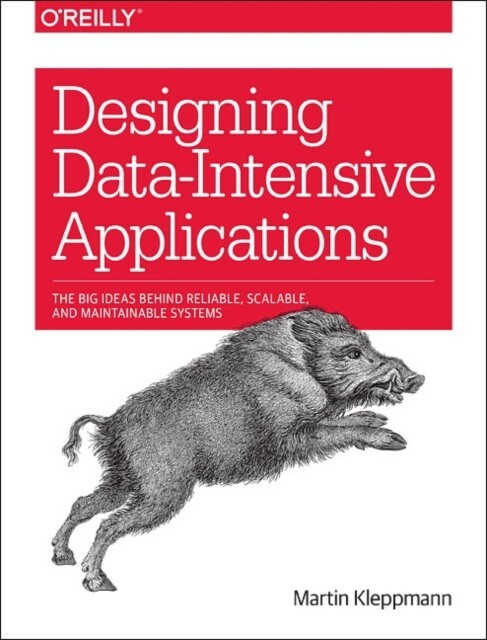 O'REILLY®
Designing
Data-Intensive
Applications
THE BIG IDEAS BEHIND RELIABLE, SCALABLE,
AND MAINTAINABLE SYSTEMS
Martin Kleppmann